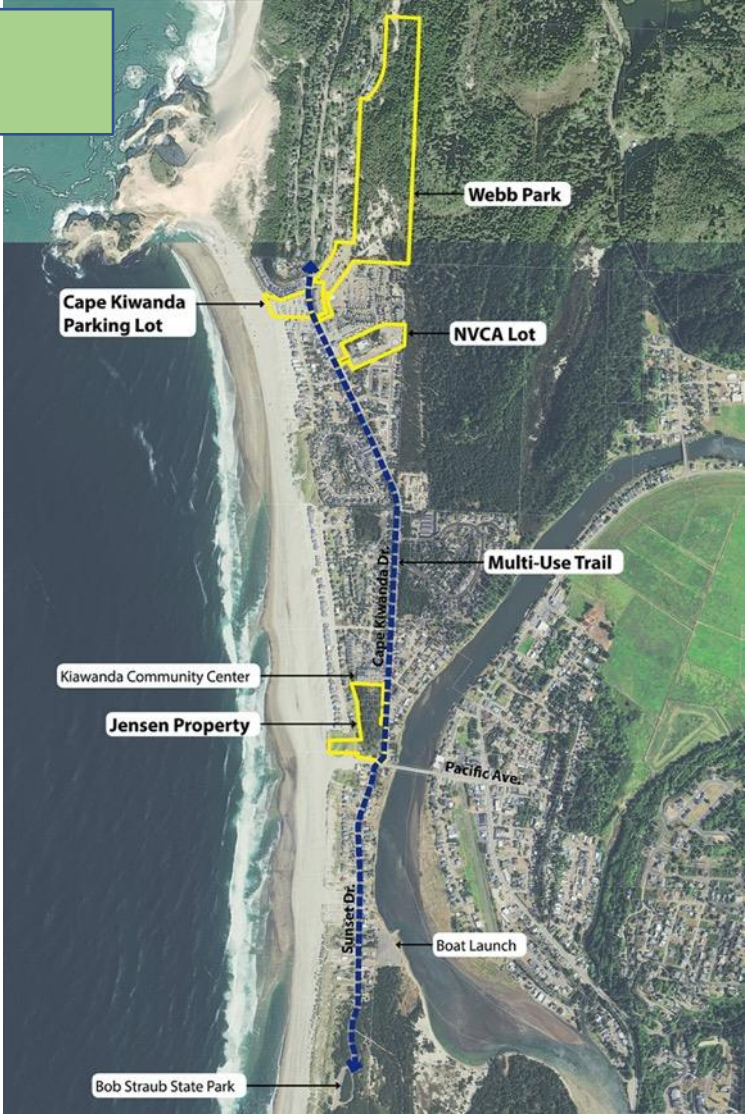 Webb Park
Cape Kiwanda
Parking Lot
NVCA Lot
Multi-Use Trail
Cape Kiwanda Dr.
Kiawanda Community Center
Jensen Property
Pacific Ave.
Sunset Dr.
Boat Launch
Bob Straub State Park